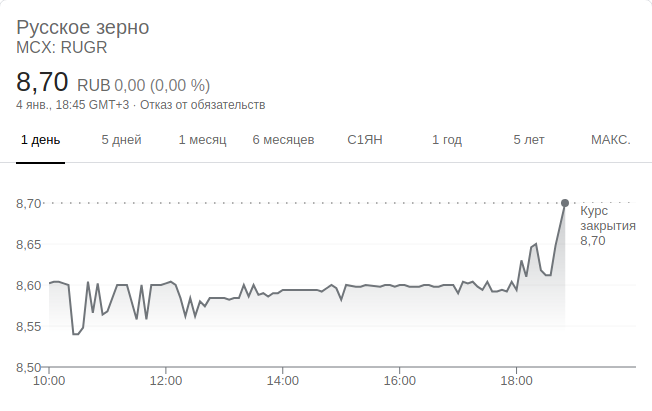 Русское зерно
MCX: RUGR
8,70 RUB 0,00 (0,00 %)
4 янв., 18:45 GMT+3 · Отказ от обязательств
1 день 5 дней 1 месяц 6 месяцев С1ЯН 1 год 5 лет МАКС.
8,70
Курс
закрытия
8,70
8,65
8,60
8,55
8,50
10:00 12:00 14:00 16:00 18:00